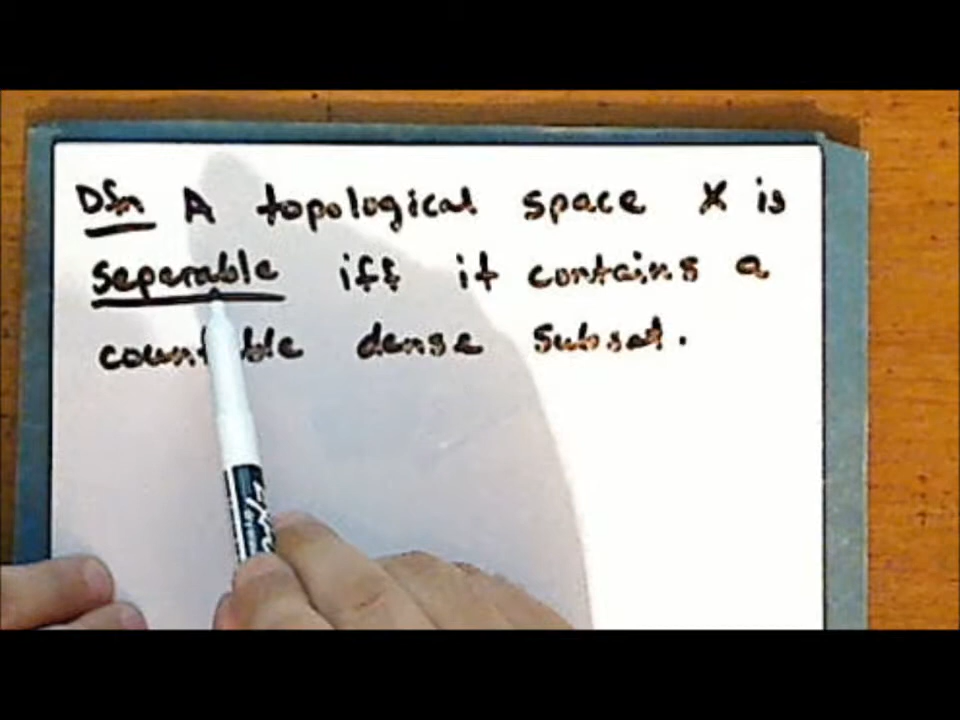 Dfn A topological space X is
seperable iff it contains a
countable dense subset.